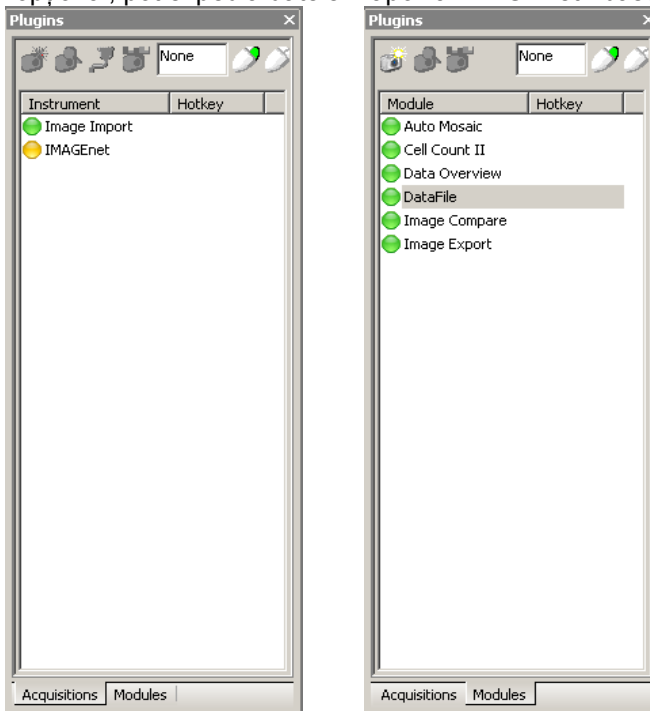 Plugins
None
Instrument Hotkey
Image Import
IMAGEnet
Acquisitions Modules
Plugins
None
Module Hotkey
Auto Mosaic
Cell Count II
Data Overview
DataFile
Image Compare
Image Export
Acquisitions Modules